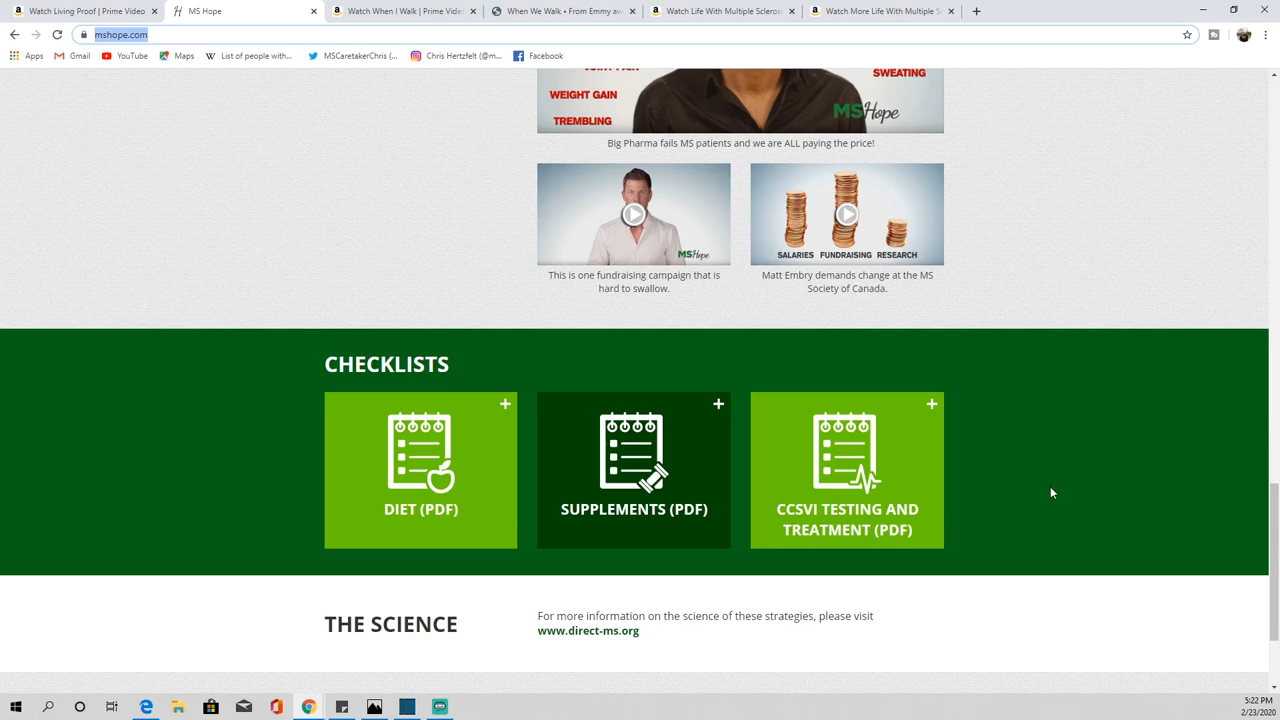 Watch Living Proof | Prime Video
MS Hope
Watch When I Walk | Prime Vide
When We Walk • From Emmy aw
Watch Life With Multiple Scleros
Watch More Life With Multiple S
mshope.com
Apps
Gmail
YouTube
Maps
List of people with...
MSCaretakerChris (...
Chris Hertzfelt (@m...
Facebook
SWEATING
WEIGHT GAIN
TREMBLING
MSHope
Big Pharma fails MS patients and we are ALL paying the price!
MSHope
SALARIES FUNDRAISING RESEARCH
This is one fundraising campaign that is
hard to swallow.
Matt Embry demands change at the MS
Society of Canada.
CHECKLISTS
DIET (PDF)
SUPPLEMENTS (PDF)
CCSVI TESTING AND
TREATMENT (PDF)
THE SCIENCE
For more information on the science of these strategies, please visit
www.direct-ms.org
5:22 PM
2/23/2020